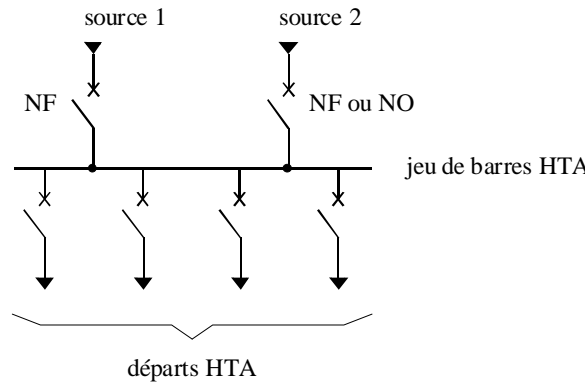 source 1
source 2
NF
NF ou NO
jeu de barres HTA
départs HTA